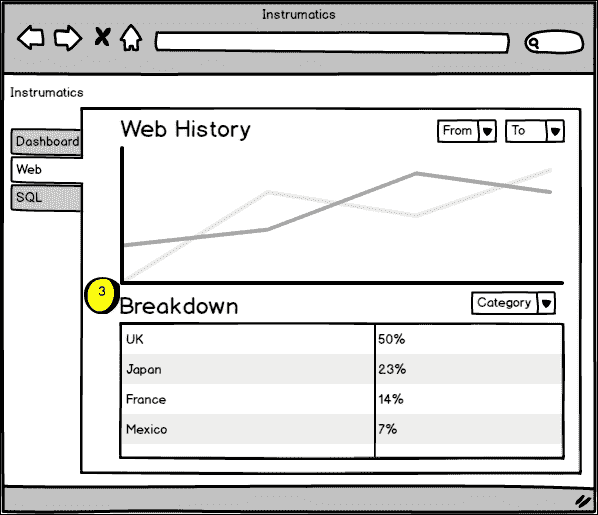 Instrumatics
Instrumatics
Web History
From
To
Dashboard
Web
SQL
3
Breakdown
Category
UK 50%
Japan 23%
France 14%
Mexico 7%